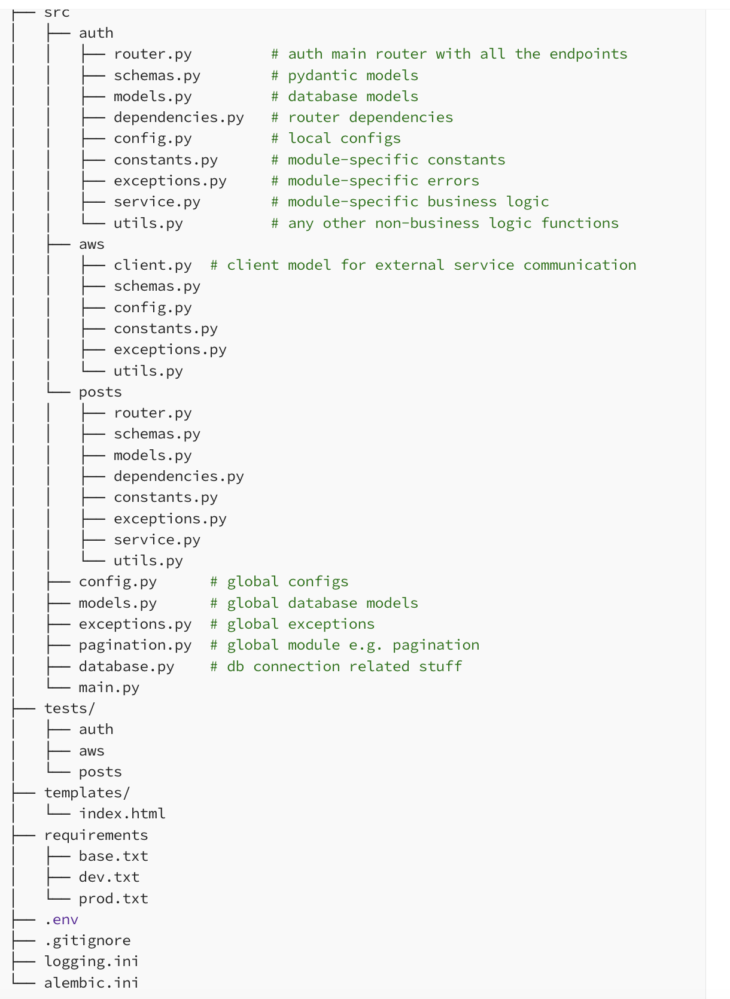 ├── src
│   ├── auth
│   │   ├── router.py         # auth main router with all the endpoints
│   │   ├── schemas.py        # pydantic models
│   │   ├── models.py         # database models
│   │   ├── dependencies.py   # router dependencies
│   │   ├── config.py         # local configs
│   │   ├── constants.py      # module-specific constants
│   │   ├── exceptions.py     # module-specific errors
│   │   ├── service.py        # module-specific business logic
│   │   └── utils.py          # any other non-business logic functions
│   ├── aws
│   │   ├── client.py  # client model for external service communication
│   │   ├── schemas.py
│   │   ├── config.py
│   │   ├── constants.py
│   │   ├── exceptions.py
│   │   └── utils.py
│   └── posts
│   │   ├── router.py
│   │   ├── schemas.py
│   │   ├── models.py
│   │   ├── dependencies.py
│   │   ├── constants.py
│   │   ├── exceptions.py
│   │   ├── service.py
│   │   └── utils.py
│   ├── config.py      # global configs
│   ├── models.py      # global database models
│   ├── exceptions.py  # global exceptions
│   ├── pagination.py  # global module e.g. pagination
│   ├── database.py    # db connection related stuff
│   └── main.py
├── tests/
│   ├── auth
│   ├── aws
│   └── posts
├── templates/
│   └── index.html
├── requirements
│   ├── base.txt
│   ├── dev.txt
│   └── prod.txt
├── .env
├── .gitignore
├── logging.ini
└── alembic.ini